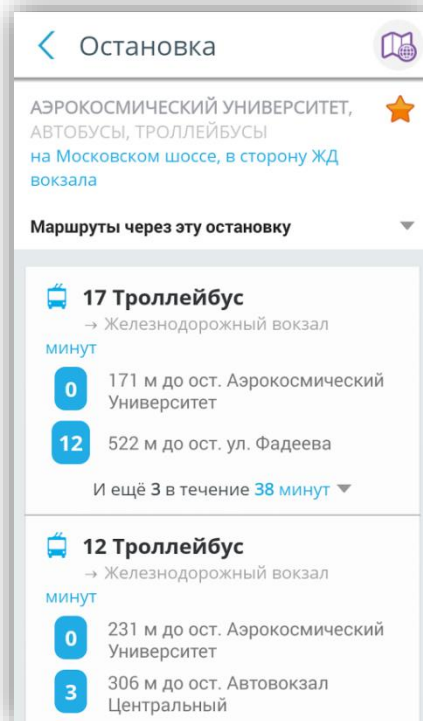 Остановка
АЭРОКОСМИЧЕСКИЙ УНИВЕРСИТЕТ,
АВТОБУСЫ, ТРОЛЛЕЙБУСЫ
на Московском шоссе, в сторону ЖД
вокзала
Маршруты через эту остановку
17 Троллейбус
→ Железнодорожный вокзал
минут
0 171 м до ост. Аэрокосмический
Университет
12 522 м до ост. ул. Фадеева
И ещё 3 в течение 38 минут
12 Троллейбус
→ Железнодорожный вокзал
минут
0 231 м до ост. Аэрокосмический
Университет
3 306 м до ост. Автовокзал
Центральный